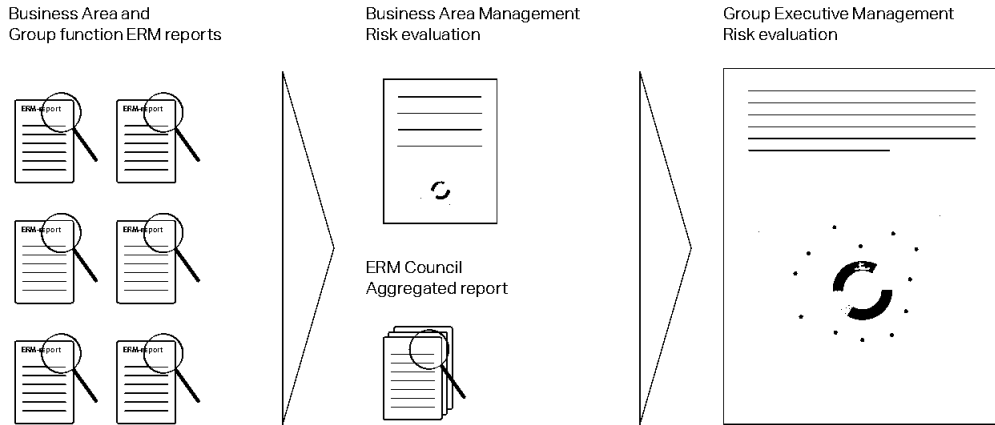 Business Area and
Group function ERM reports
ERM-report
ERM-report
ERM-report
ERM-report
ERM-report
ERM-report
Business Area Management
Risk evaluation
ERM Council
Aggregated report
Group Executive Management
Risk evaluation